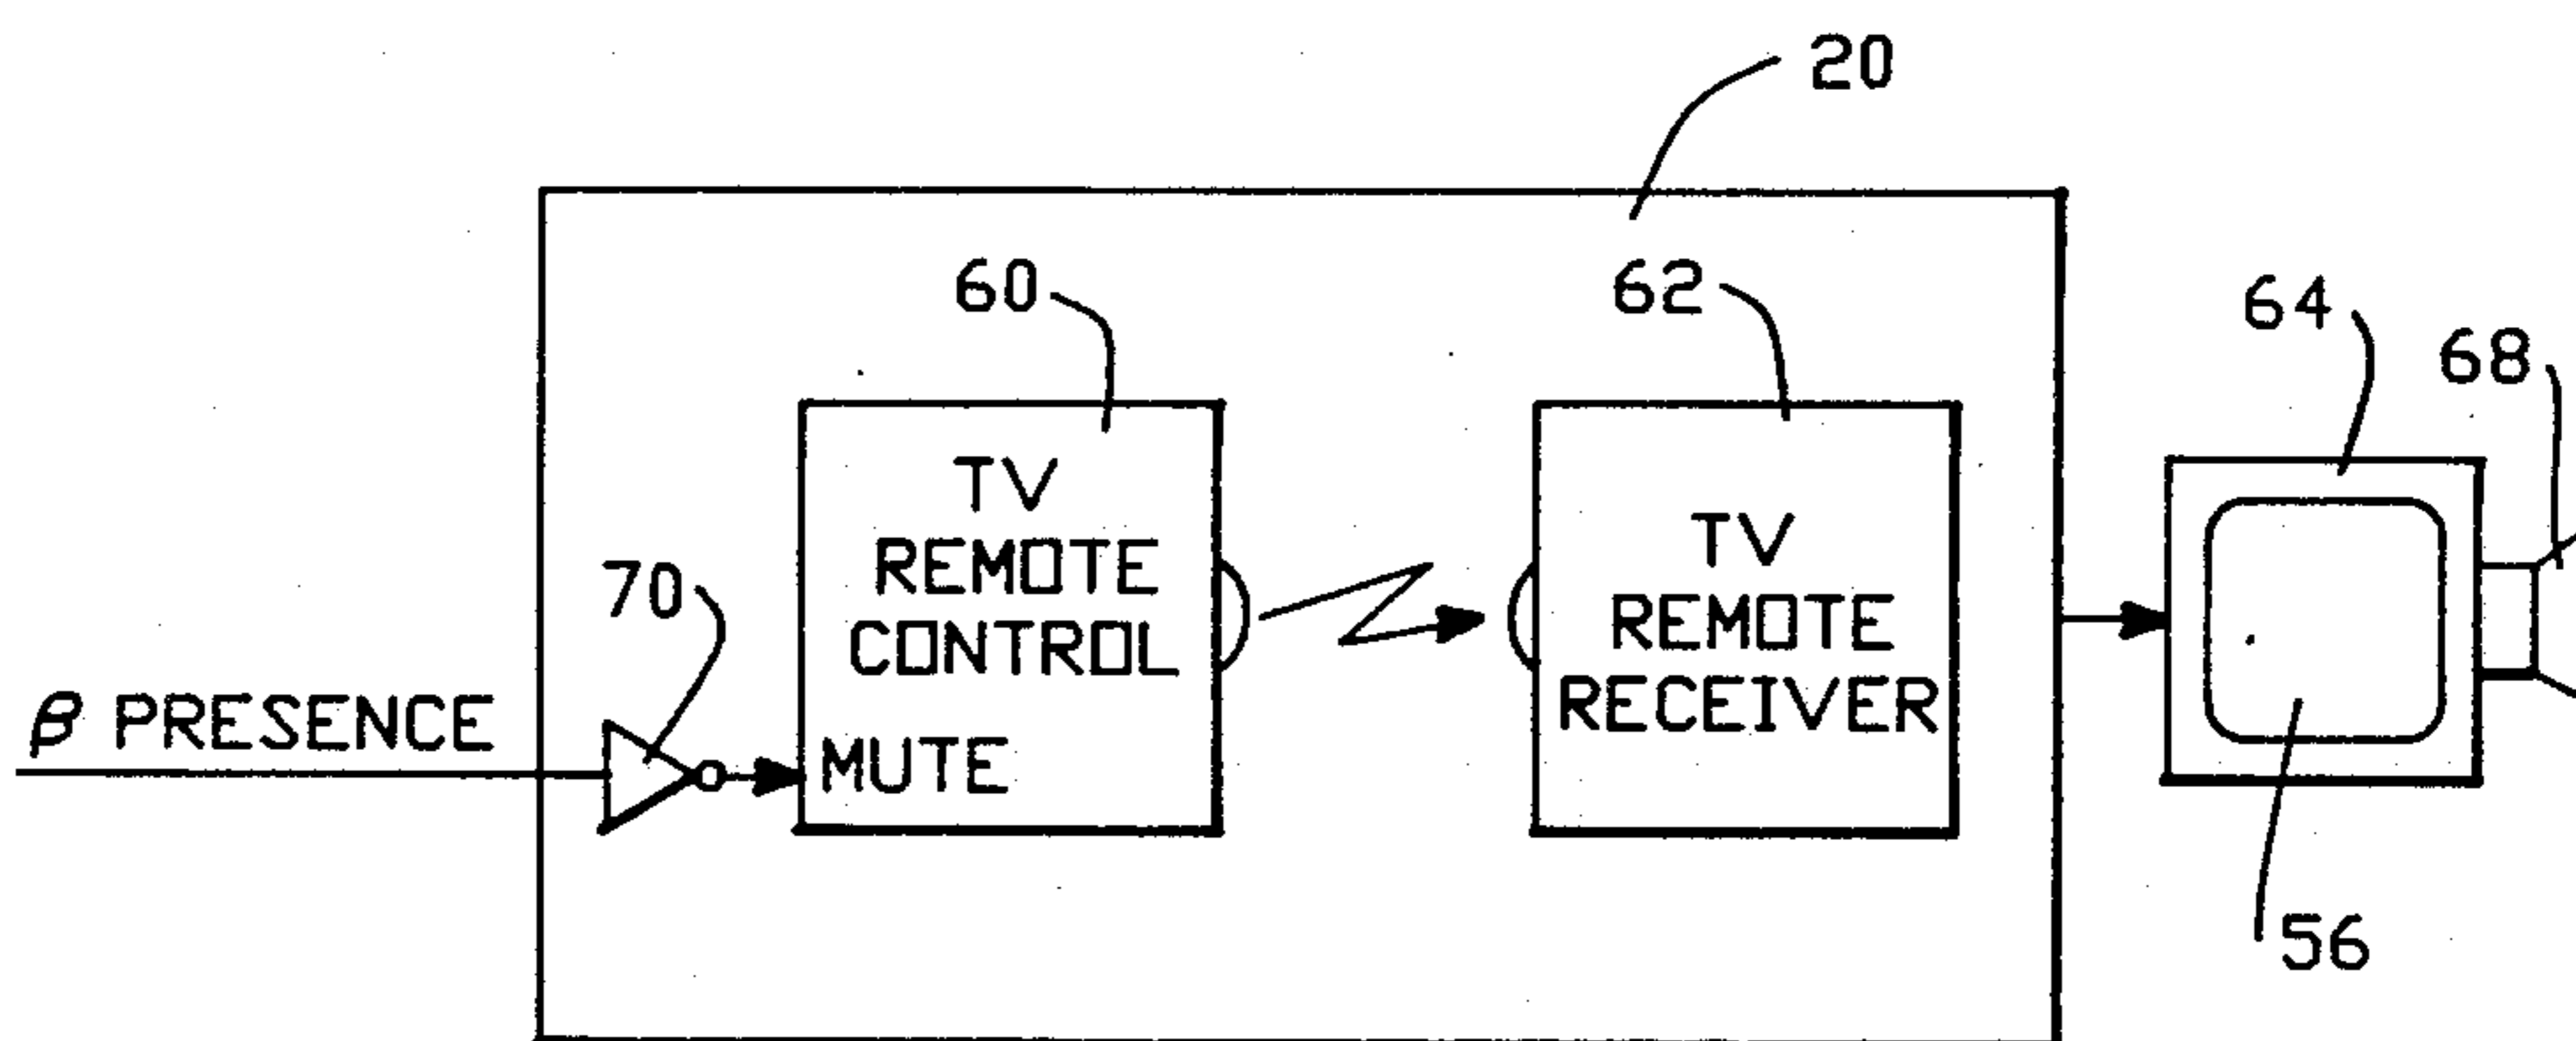 20
60
62
64
68
TV
REMOTE
CONTROL
MUTE
TV
REMOTE
RECEIVER
70
β PRESENCE
56